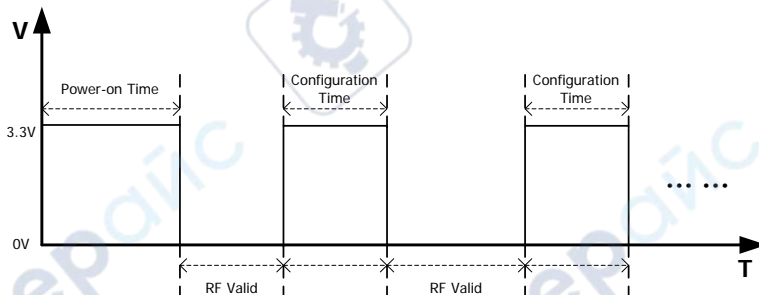 V
Power-on Time
Configuration
Time
Configuration
Time
3.3V
... ...
0V
T
RF Valid
RF Valid